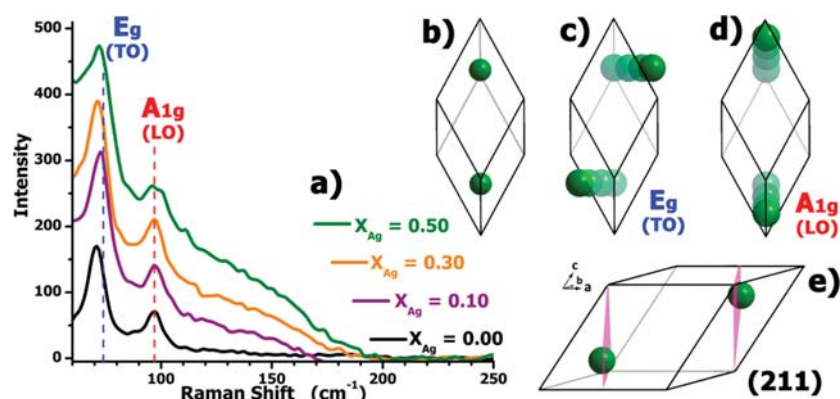 500
400
300
200
100
0
Intensity
Eg
(TO)
A1g
(LO)
a)
XAg = 0.50
XAg = 0.30
XAg = 0.10
XAg = 0.00
100
150
200
250
Raman Shift (cm-1)
b)
c)
d)
Eg
(TO)
A1g
(LO)
c
b
a
e)
(211)